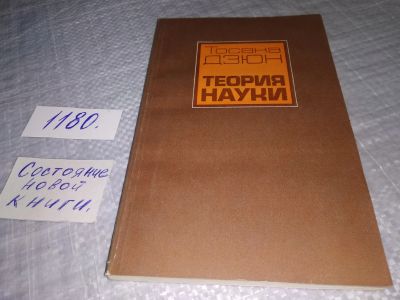 Тосака
ДЗЮН
ТЕОРИЯ
НАУКИ
1180.
Состояние
новой
книги.